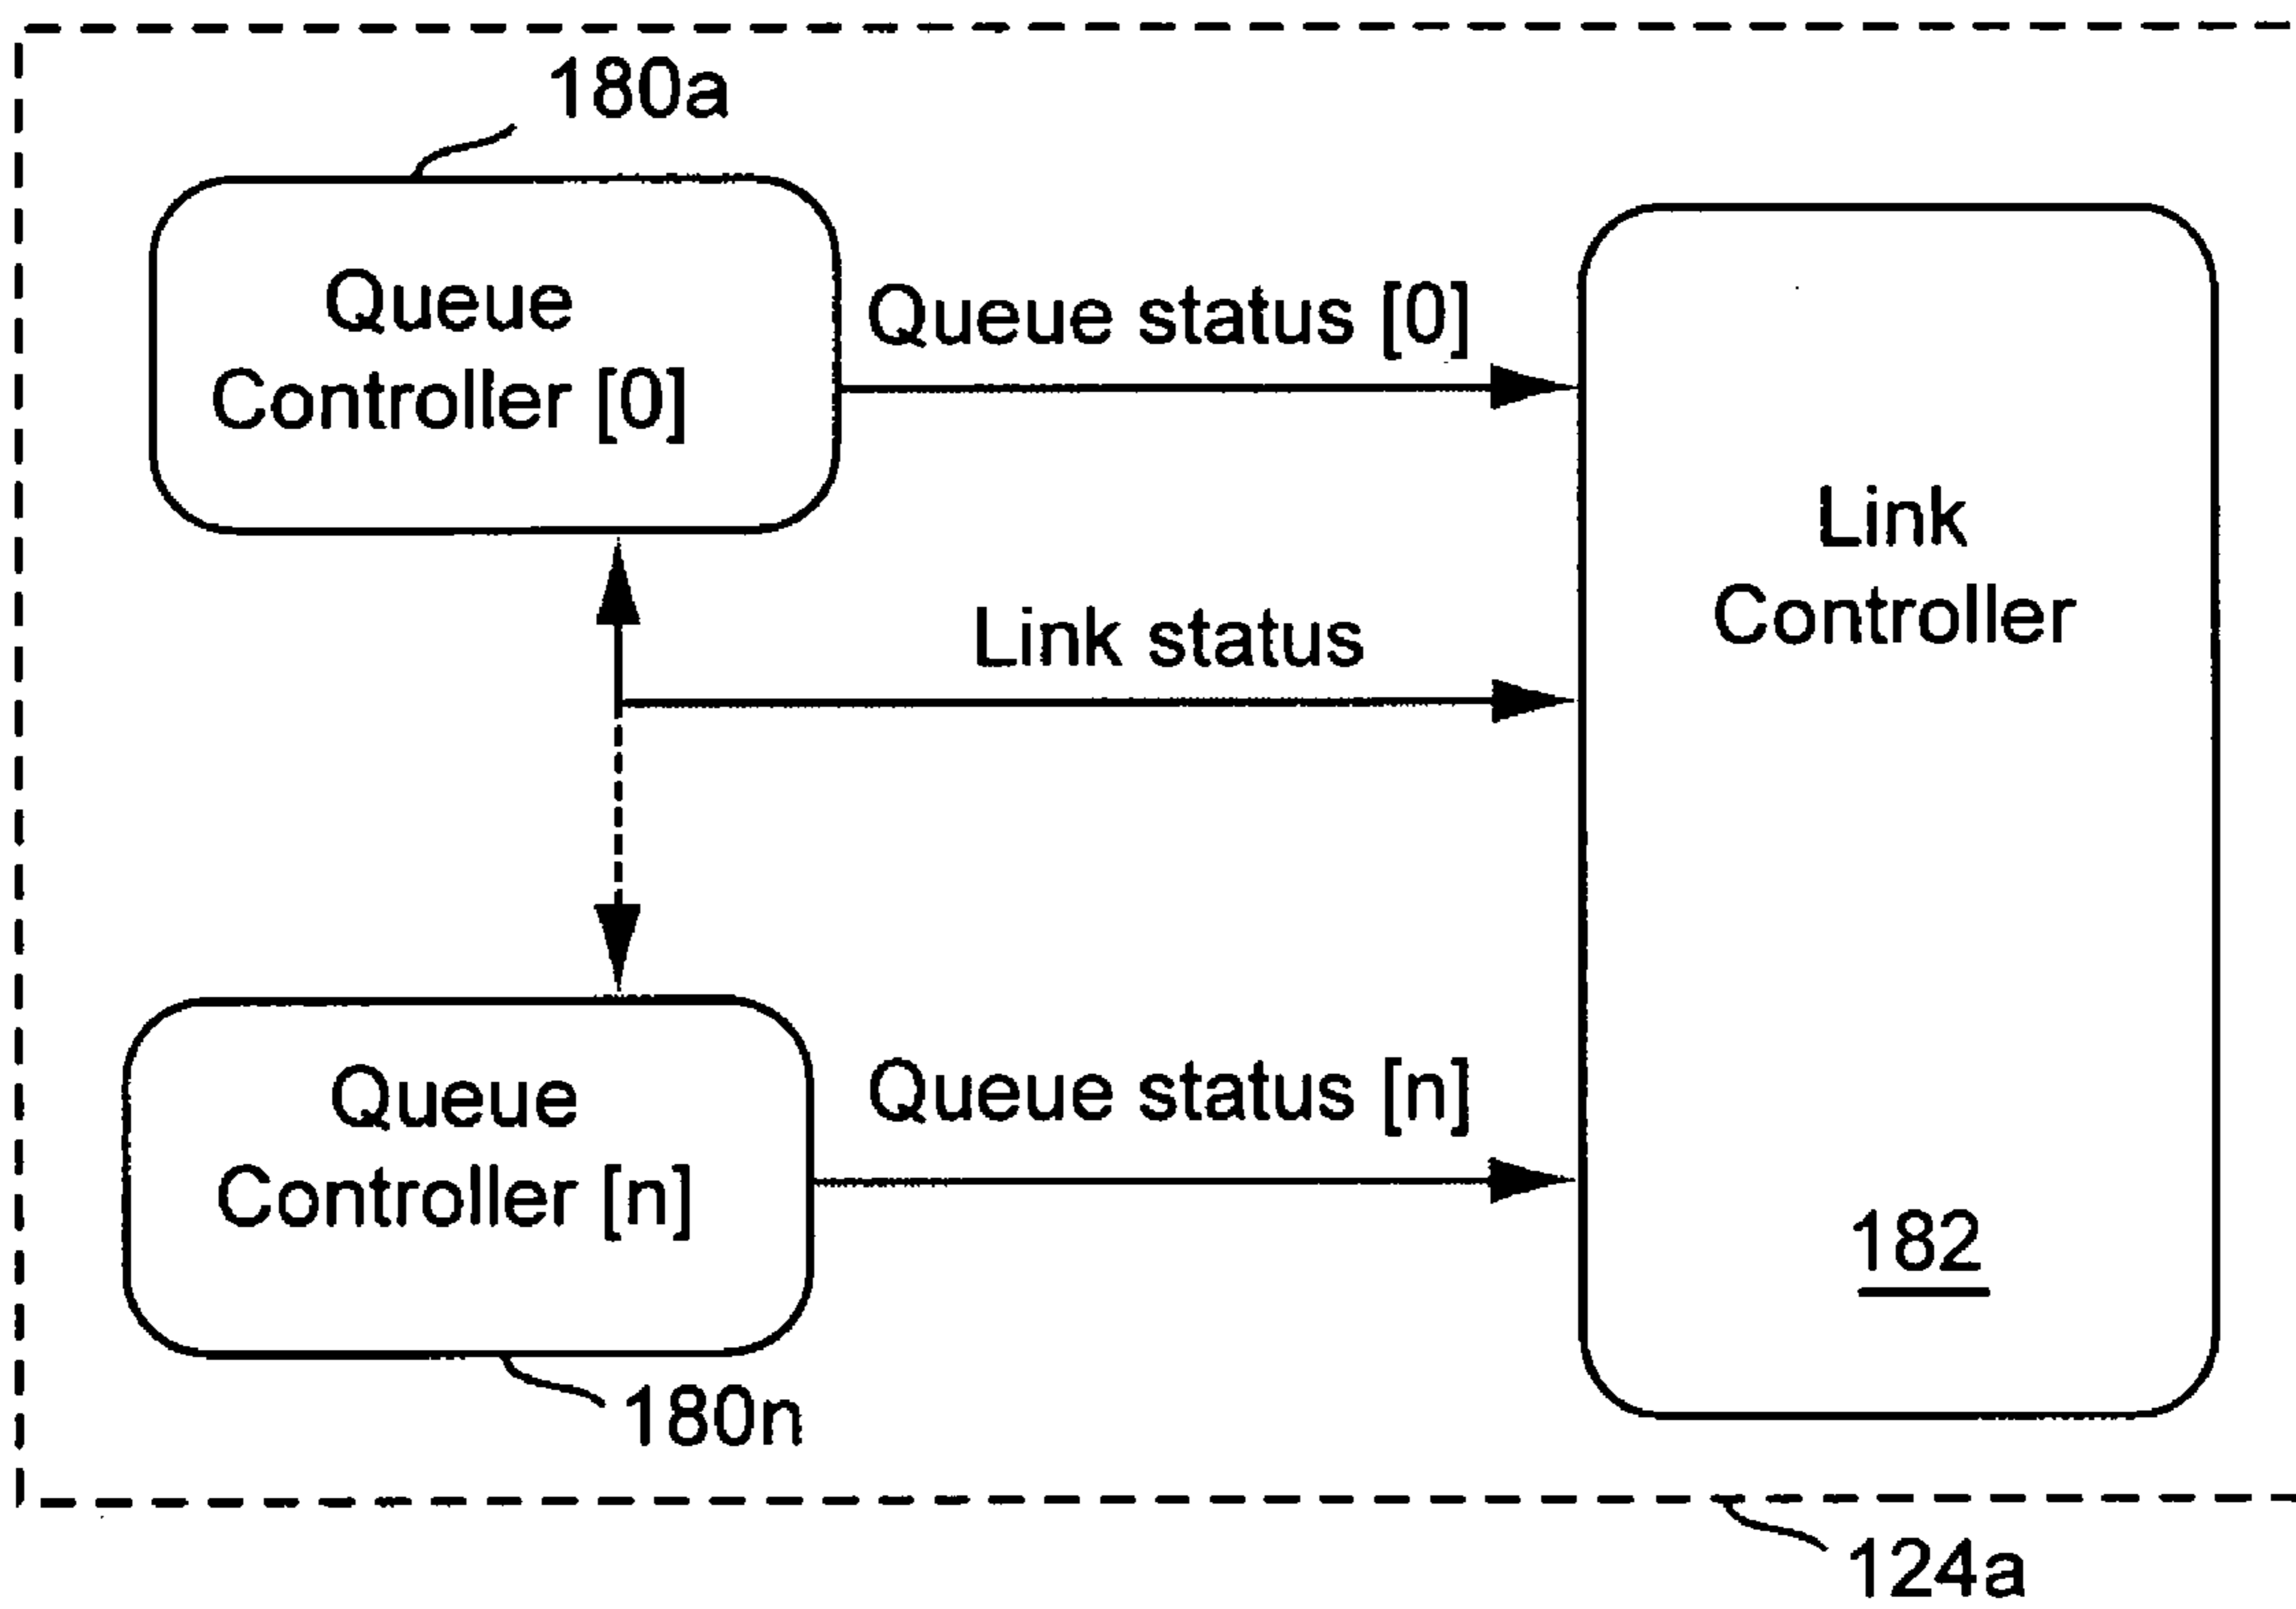 180a
Queue
Controller [0]
Queue status [0]
Link
Controller
Link status
Queue
Controller [n]
Queue status [n]
182
180n
124a